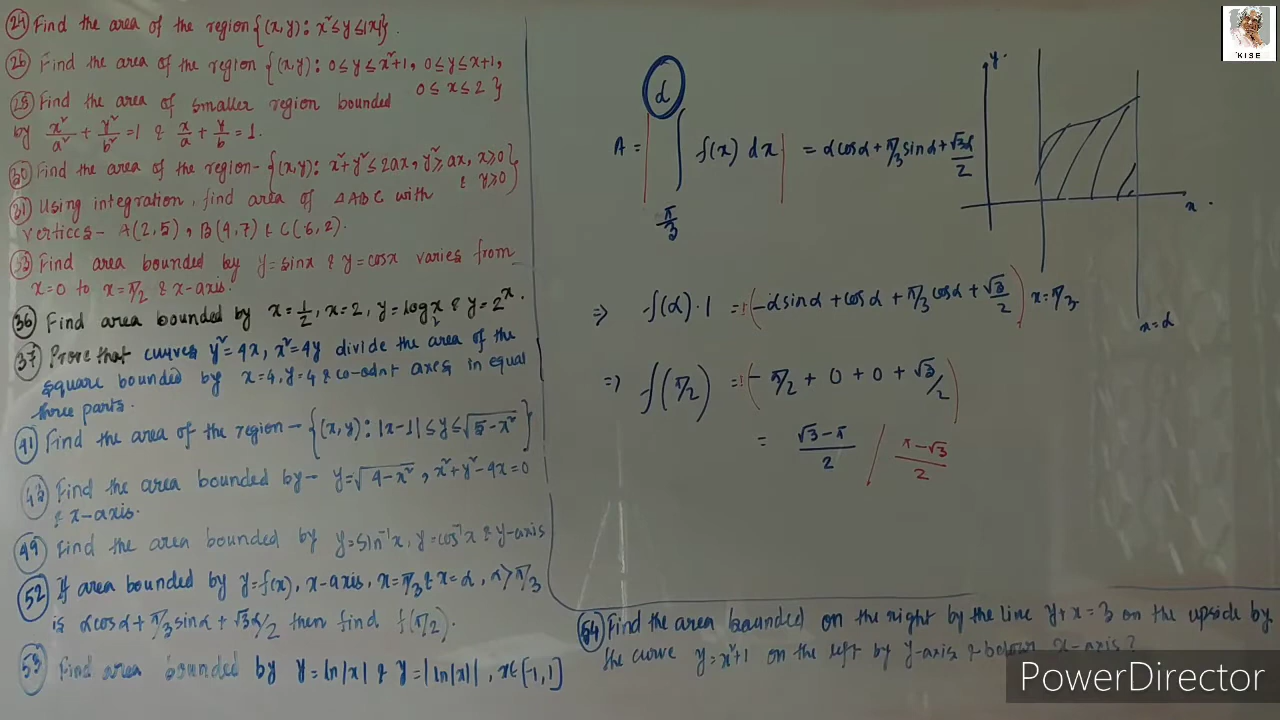 (24) Find the area of the region {(x,y): x² ≤ y ≤ |x|}.
(26) Find the area of the region {(x,y): 0 ≤ y ≤ x²+1, 0 ≤ y ≤ x+1,
0 ≤ x ≤ 2}
(28) Find the area of smaller region bounded
by x²/a² + y²/b² = 1 & x/a + y/b = 1.
(30) Find the area of the region- {(x,y): x²+y² ≤ 2ax, y² ≥ ax, x ≥ 0
& y ≥ 0}
(31) Using integration, find area of ΔABC with
vertices- A(2,5), B(4,7) & C(6,2).
Find area bounded by y=sinx & y=cosx varies from
x=0 to x=π/2 & x-axis.
(36) Find area bounded by x=1/2, x=2, y=log x & y=2ˣ.
(37) Prove that curves y²=4x, x²=4y divide the area of the
square bounded by x=4, y=4 & co-odnt axes in equal
three parts.
(41) Find the area of the region- {(x,y): |x-1| ≤ y ≤ √(5-x²)}
(43) Find the area bounded by- y=√(4-x²), x²+y²-4x=0
& x-axis.
(49) Find the area bounded by y=sin⁻¹x, y=cos⁻¹x & y-axis
(52) If area bounded by y=f(x), x-axis, x=π/3 & x=α, α>π/3
is αcosα + π/3 sinα + √3α/2 then find f(π/2).
(53) Find area bounded by y=ln|x| & y=|ln|x||, x∈[-1,1]
KISE
A = | ∫_{π/3}^{α} f(x) dx | = αcosα + π/3 sinα + √3α/2
y
x
x=α
⇒ f(α)·1 = ±(-αsinα + cosα + π/3 cosα + √3/2) x=π/3
⇒ f(π/2) = ±(-π/2 + 0 + 0 + √3/2)
= (√3-π)/2 / (π-√3)/2
(54) Find the area bounded on the right by the line y+x=3 on the upside by
the curve y=x²+1 on the left by y-axis & below x-axis?
PowerDirector